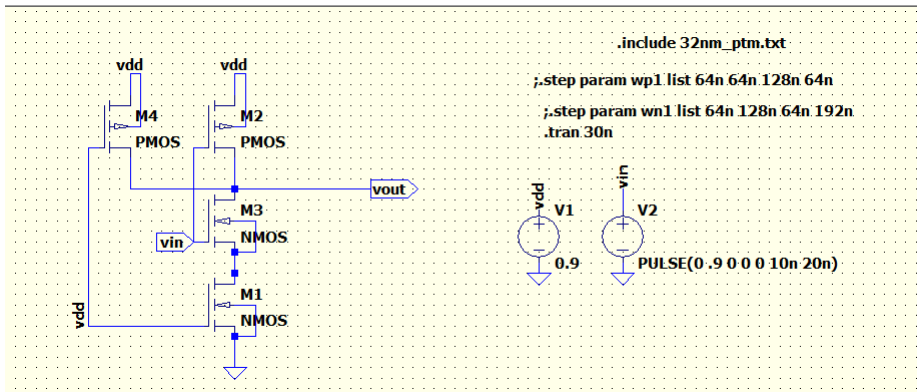 .include 32nm_ptm.txt
;.step param wp1 list 64n 64n 128n 64n
;.step param wn1 list 64n 128n 64n 192n
.tran 30n
vdd
vdd
M4
PMOS
M2
PMOS
vout
M3
NMOS
vin
M1
NMOS
vdd
vdd
V1
0.9
vin
V2
PULSE(0 .9 0 0 0 10n 20n)